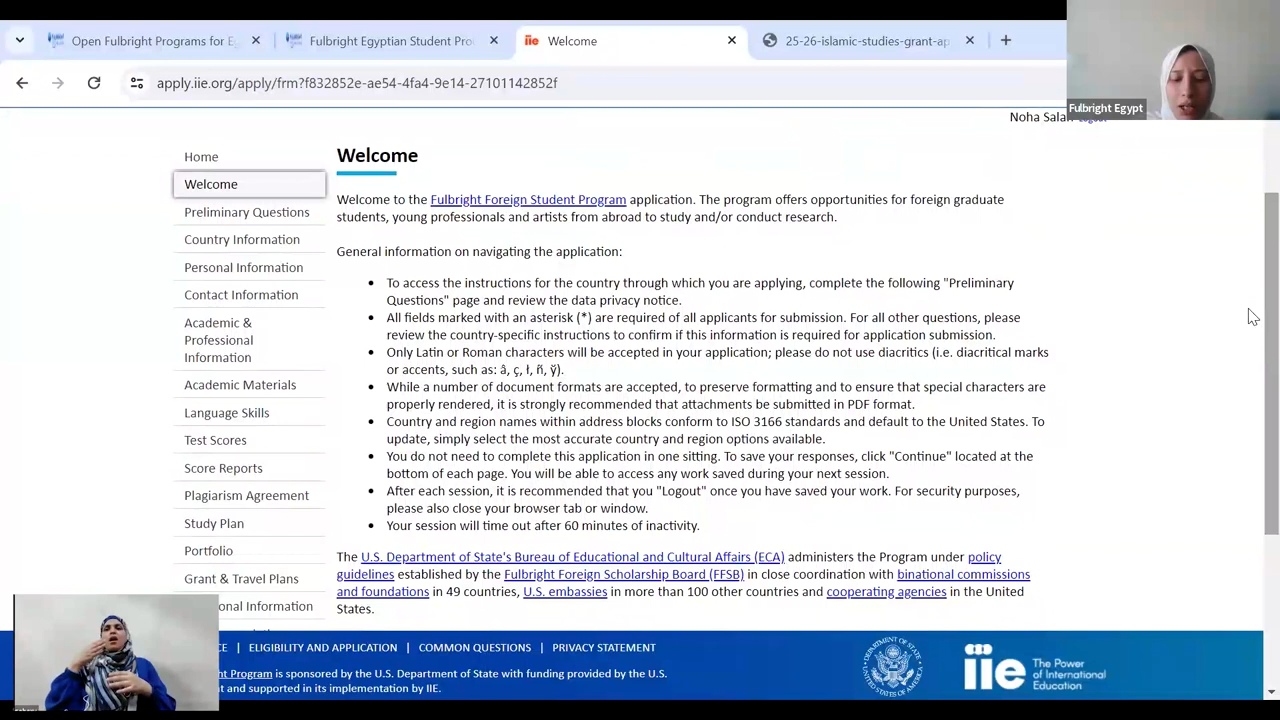 Open Fulbright Programs for E
Fulbright Egyptian Student Pro
iie Welcome
25-26-islamic-studies-grant-ap
apply.iie.org/apply/frm?f832852e-ae54-4fa4-9e14-27101142852f
Fulbright Egypt
Noha Salah Logout
Home
Welcome
Preliminary Questions
Country Information
Personal Information
Contact Information
Academic &
Professional
Information
Academic Materials
Language Skills
Test Scores
Score Reports
Plagiarism Agreement
Study Plan
Portfolio
Grant & Travel Plans
onal Information
Welcome
Welcome to the Fulbright Foreign Student Program application. The program offers opportunities for foreign graduate
students, young professionals and artists from abroad to study and/or conduct research.
General information on navigating the application:
• To access the instructions for the country through which you are applying, complete the following "Preliminary
Questions" page and review the data privacy notice.
• All fields marked with an asterisk (*) are required of all applicants for submission. For all other questions, please
review the country-specific instructions to confirm if this information is required for application submission.
• Only Latin or Roman characters will be accepted in your application; please do not use diacritics (i.e. diacritical marks
or accents, such as: â, ç, ł, ñ, ğ).
• While a number of document formats are accepted, to preserve formatting and to ensure that special characters are
properly rendered, it is strongly recommended that attachments be submitted in PDF format.
• Country and region names within address blocks conform to ISO 3166 standards and default to the United States. To
update, simply select the most accurate country and region options available.
• You do not need to complete this application in one sitting. To save your responses, click "Continue" located at the
bottom of each page. You will be able to access any work saved during your next session.
• After each session, it is recommended that you "Logout" once you have saved your work. For security purposes,
please also close your browser tab or window.
• Your session will time out after 60 minutes of inactivity.
The U.S. Department of State's Bureau of Educational and Cultural Affairs (ECA) administers the Program under policy
guidelines established by the Fulbright Foreign Scholarship Board (FFSB) in close coordination with binational commissions
and foundations in 49 countries, U.S. embassies in more than 100 other countries and cooperating agencies in the United
States.
CE | ELIGIBILITY AND APPLICATION | COMMON QUESTIONS | PRIVACY STATEMENT
ht Program is sponsored by the U.S. Department of State with funding provided by the U.S.
nt and supported in its implementation by IIE.
iie The Power
of International
Education